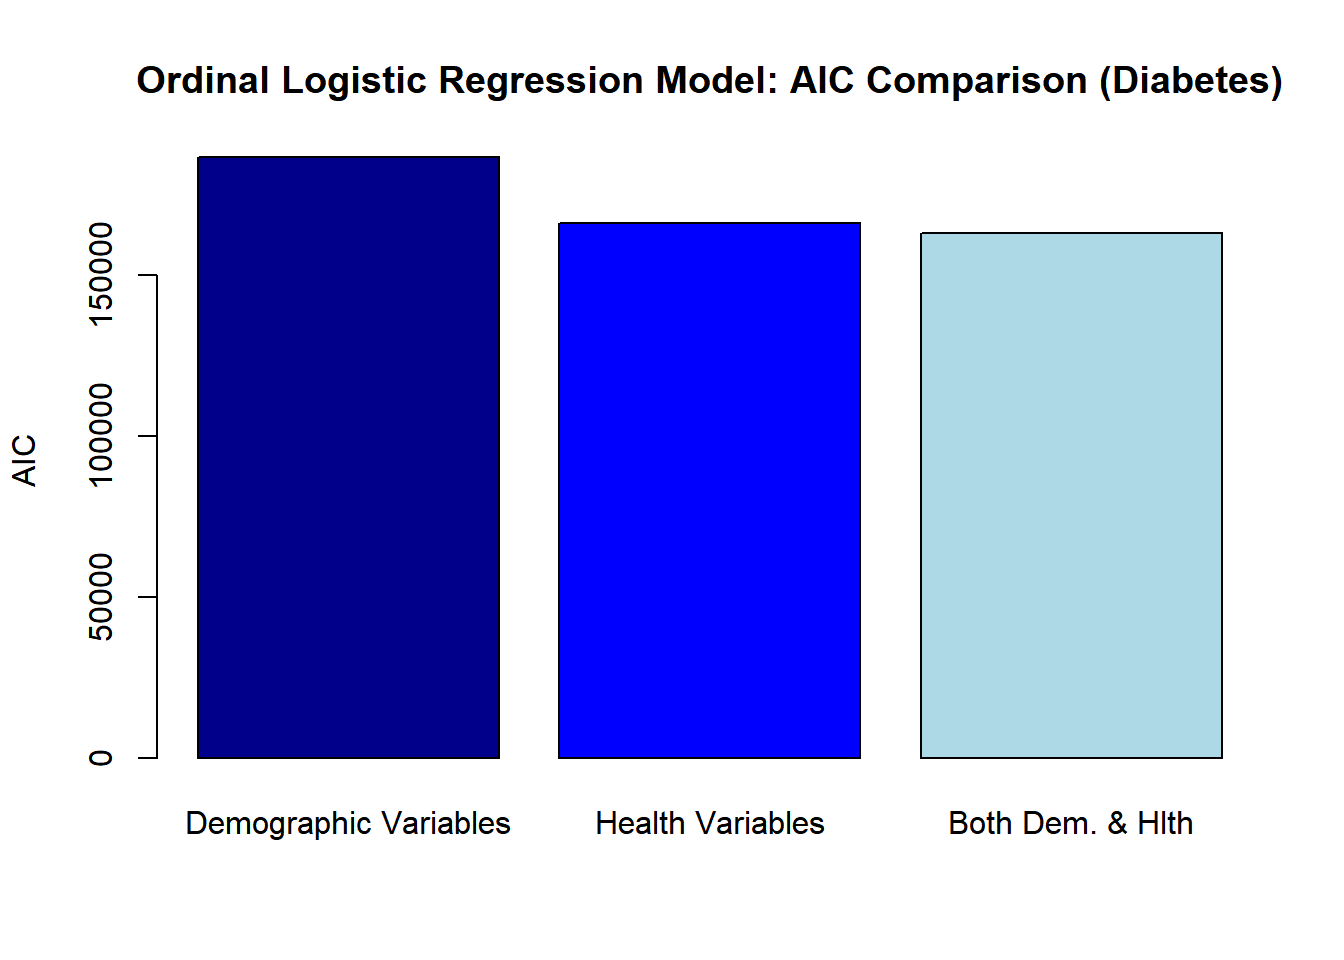 Ordinal Logistic Regression Model: AIC Comparison (Diabetes)
AIC
150000
100000
50000
0
Demographic Variables
Health Variables
Both Dem. & Hlth